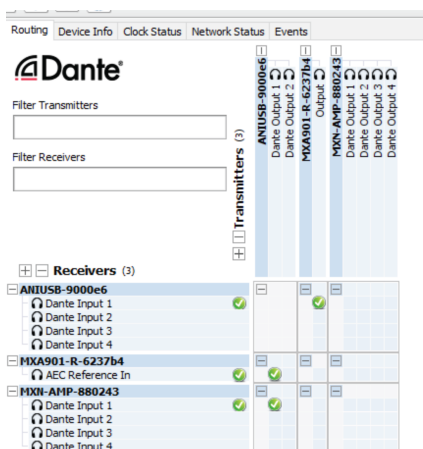 Routing Device Info Clock Status Network Status Events
Dante®
Filter Transmitters
Filter Receivers
Transmitters (3)
ANIUSB-9000e6
Dante Output 1
Dante Output 2
MXA901-R-6237b4
Output
MXN-AMP-880243
Dante Output 1
Dante Output 2
Dante Output 3
Dante Output 4
Receivers (3)
ANIUSB-9000e6
Dante Input 1
Dante Input 2
Dante Input 3
Dante Input 4
MXA901-R-6237b4
AEC Reference In
MXN-AMP-880243
Dante Input 1
Dante Input 2
Dante Input 3
Dante Input 4